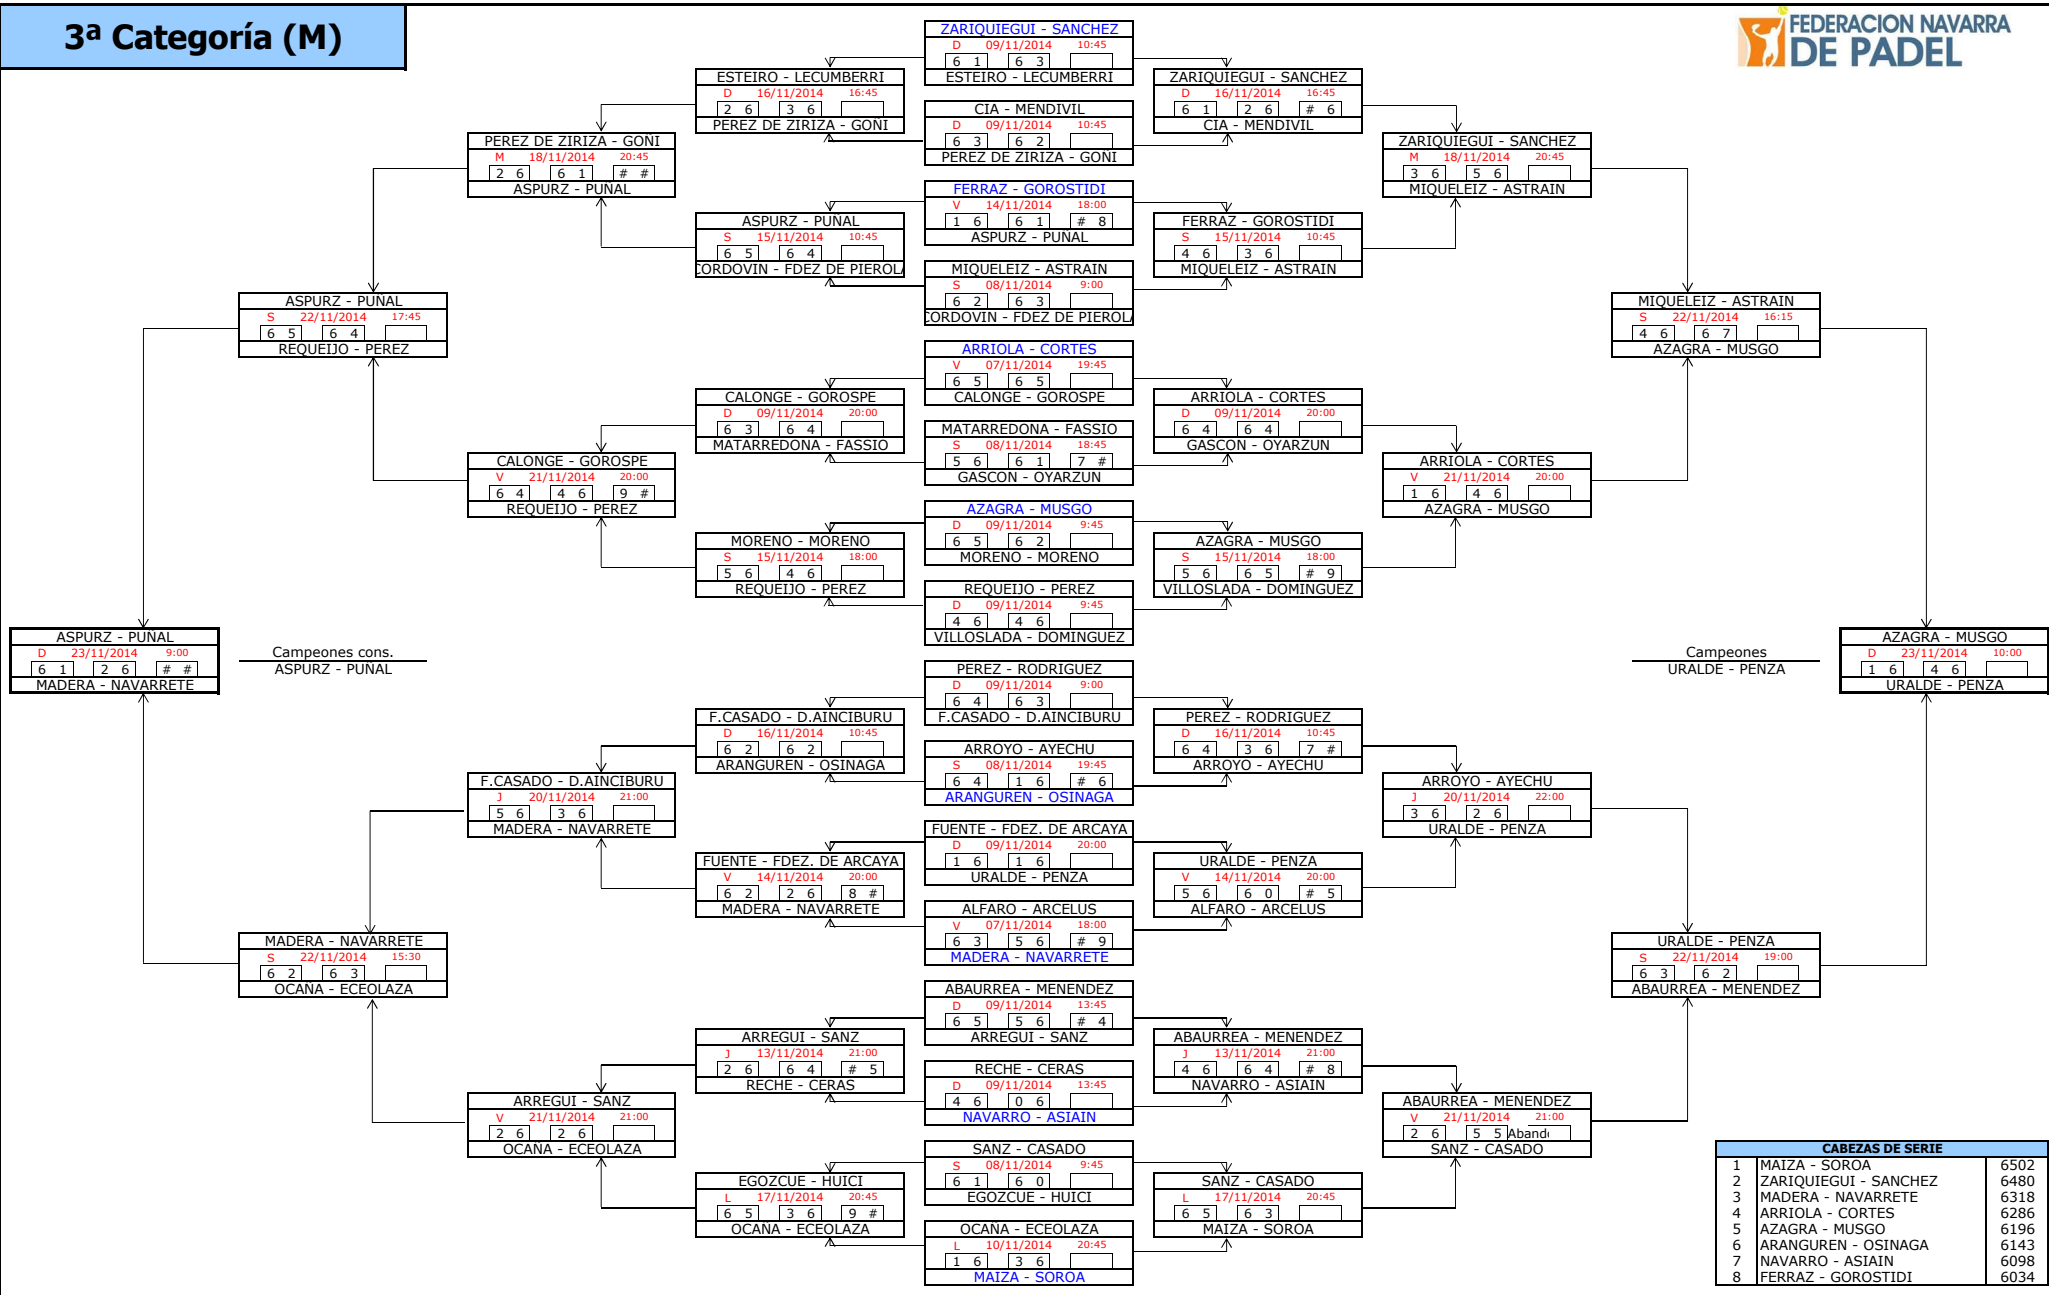 3ª Categoría (M)
FEDERACION NAVARRA
DE PADEL
ZARIQUIEGUI - SANCHEZ
D 09/11/2014 10:45
6 1 6 3
ESTEIRO - LECUMBERRI
CIA - MENDIVIL
D 09/11/2014 10:45
6 3 6 2
PEREZ DE ZIRIZA - GOÑI
FERRAZ - GOROSTIDI
V 14/11/2014 18:00
1 6 6 1 # 8
ASPURZ - PUÑAL
MIQUELEIZ - ASTRAIN
S 08/11/2014 9:00
6 2 6 3
CORDOVIN - FDEZ DE PIEROLA
ARRIOLA - CORTES
V 07/11/2014 19:45
6 5 6 5
CALONGE - GOROSPE
MATARREDONA - FASSIO
S 08/11/2014 18:45
5 6 6 1 7 #
GASCON - OYARZUN
AZAGRA - MUSGO
D 09/11/2014 9:45
6 5 6 2
MORENO - MORENO
REQUEIJO - PEREZ
D 09/11/2014 9:45
4 6 4 6
VILLOSLADA - DOMINGUEZ
PEREZ - RODRIGUEZ
D 09/11/2014 9:00
6 4 6 3
F.CASADO - D.AINCIBURU
ARROYO - AYECHU
S 08/11/2014 19:45
6 4 1 6 # 6
ARANGUREN - OSINAGA
FUENTE - FDEZ. DE ARCAYA
D 09/11/2014 20:00
1 6 1 6
URALDE - PENZA
ALFARO - ARCELUS
V 07/11/2014 18:00
6 3 5 6 # 9
MADERA - NAVARRETE
ABAURREA - MENENDEZ
D 09/11/2014 13:45
6 5 5 6 # 4
ARREGUI - SANZ
RECHE - CERAS
D 09/11/2014 13:45
4 6 0 6
NAVARRO - ASIAIN
SANZ - CASADO
S 08/11/2014 9:45
6 1 6 0
EGOZCUE - HUICI
OCAÑA - ECEOLAZA
L 10/11/2014 20:45
1 6 3 6
MAIZA - SOROA
ESTEIRO - LECUMBERRI
D 16/11/2014 16:45
2 6 3 6
PEREZ DE ZIRIZA - GOÑI
ASPURZ - PUÑAL
S 15/11/2014 10:45
6 5 6 4
CORDOVIN - FDEZ DE PIEROLA
CALONGE - GOROSPE
D 09/11/2014 20:00
6 3 6 4
MATARREDONA - FASSIO
MORENO - MORENO
S 15/11/2014 18:00
5 6 4 6
REQUEIJO - PEREZ
F.CASADO - D.AINCIBURU
D 16/11/2014 10:45
6 2 6 2
ARANGUREN - OSINAGA
FUENTE - FDEZ. DE ARCAYA
V 14/11/2014 20:00
6 2 2 6 8 #
MADERA - NAVARRETE
ARREGUI - SANZ
J 13/11/2014 21:00
2 6 6 4 # 5
RECHE - CERAS
EGOZCUE - HUICI
L 17/11/2014 20:45
6 5 3 6 9 #
OCAÑA - ECEOLAZA
PEREZ DE ZIRIZA - GOÑI
M 18/11/2014 20:45
2 6 6 1 # #
ASPURZ - PUÑAL
CALONGE - GOROSPE
V 21/11/2014 20:00
6 4 4 6 9 #
REQUEIJO - PEREZ
F.CASADO - D.AINCIBURU
J 20/11/2014 21:00
5 6 3 6
MADERA - NAVARRETE
ARREGUI - SANZ
V 21/11/2014 21:00
2 6 2 6
OCAÑA - ECEOLAZA
ASPURZ - PUÑAL
S 22/11/2014 17:45
6 5 6 4
REQUEIJO - PEREZ
MADERA - NAVARRETE
S 22/11/2014 15:30
6 2 6 3
OCAÑA - ECEOLAZA
ASPURZ - PUÑAL
D 23/11/2014 9:00
6 1 2 6 # #
MADERA - NAVARRETE
Campeones cons.
ASPURZ - PUÑAL
ZARIQUIEGUI - SANCHEZ
D 16/11/2014 16:45
6 1 2 6 # 6
CIA - MENDIVIL
FERRAZ - GOROSTIDI
S 15/11/2014 10:45
4 6 3 6
MIQUELEIZ - ASTRAIN
ARRIOLA - CORTES
D 09/11/2014 20:00
6 4 6 4
GASCON - OYARZUN
AZAGRA - MUSGO
S 15/11/2014 18:00
5 6 6 5 # 9
VILLOSLADA - DOMINGUEZ
PEREZ - RODRIGUEZ
D 16/11/2014 10:45
6 4 3 6 7 #
ARROYO - AYECHU
URALDE - PENZA
V 14/11/2014 20:00
5 6 6 0 # 5
ALFARO - ARCELUS
ABAURREA - MENENDEZ
J 13/11/2014 21:00
4 6 6 4 # 8
NAVARRO - ASIAIN
SANZ - CASADO
L 17/11/2014 20:45
6 5 6 3
MAIZA - SOROA
ZARIQUIEGUI - SANCHEZ
M 18/11/2014 20:45
3 6 5 6
MIQUELEIZ - ASTRAIN
ARRIOLA - CORTES
V 21/11/2014 20:00
1 6 4 6
AZAGRA - MUSGO
ARROYO - AYECHU
J 20/11/2014 22:00
3 6 2 6
URALDE - PENZA
ABAURREA - MENENDEZ
V 21/11/2014 21:00
2 6 5 5 Aband
SANZ - CASADO
MIQUELEIZ - ASTRAIN
S 22/11/2014 16:15
4 6 6 7
AZAGRA - MUSGO
URALDE - PENZA
S 22/11/2014 19:00
6 3 6 2
ABAURREA - MENENDEZ
Campeones
URALDE - PENZA
AZAGRA - MUSGO
D 23/11/2014 10:00
1 6 4 6
URALDE - PENZA
CABEZAS DE SERIE
1 MAIZA - SOROA 6502
2 ZARIQUIEGUI - SANCHEZ 6480
3 MADERA - NAVARRETE 6318
4 ARRIOLA - CORTES 6286
5 AZAGRA - MUSGO 6196
6 ARANGUREN - OSINAGA 6143
7 NAVARRO - ASIAIN 6098
8 FERRAZ - GOROSTIDI 6034